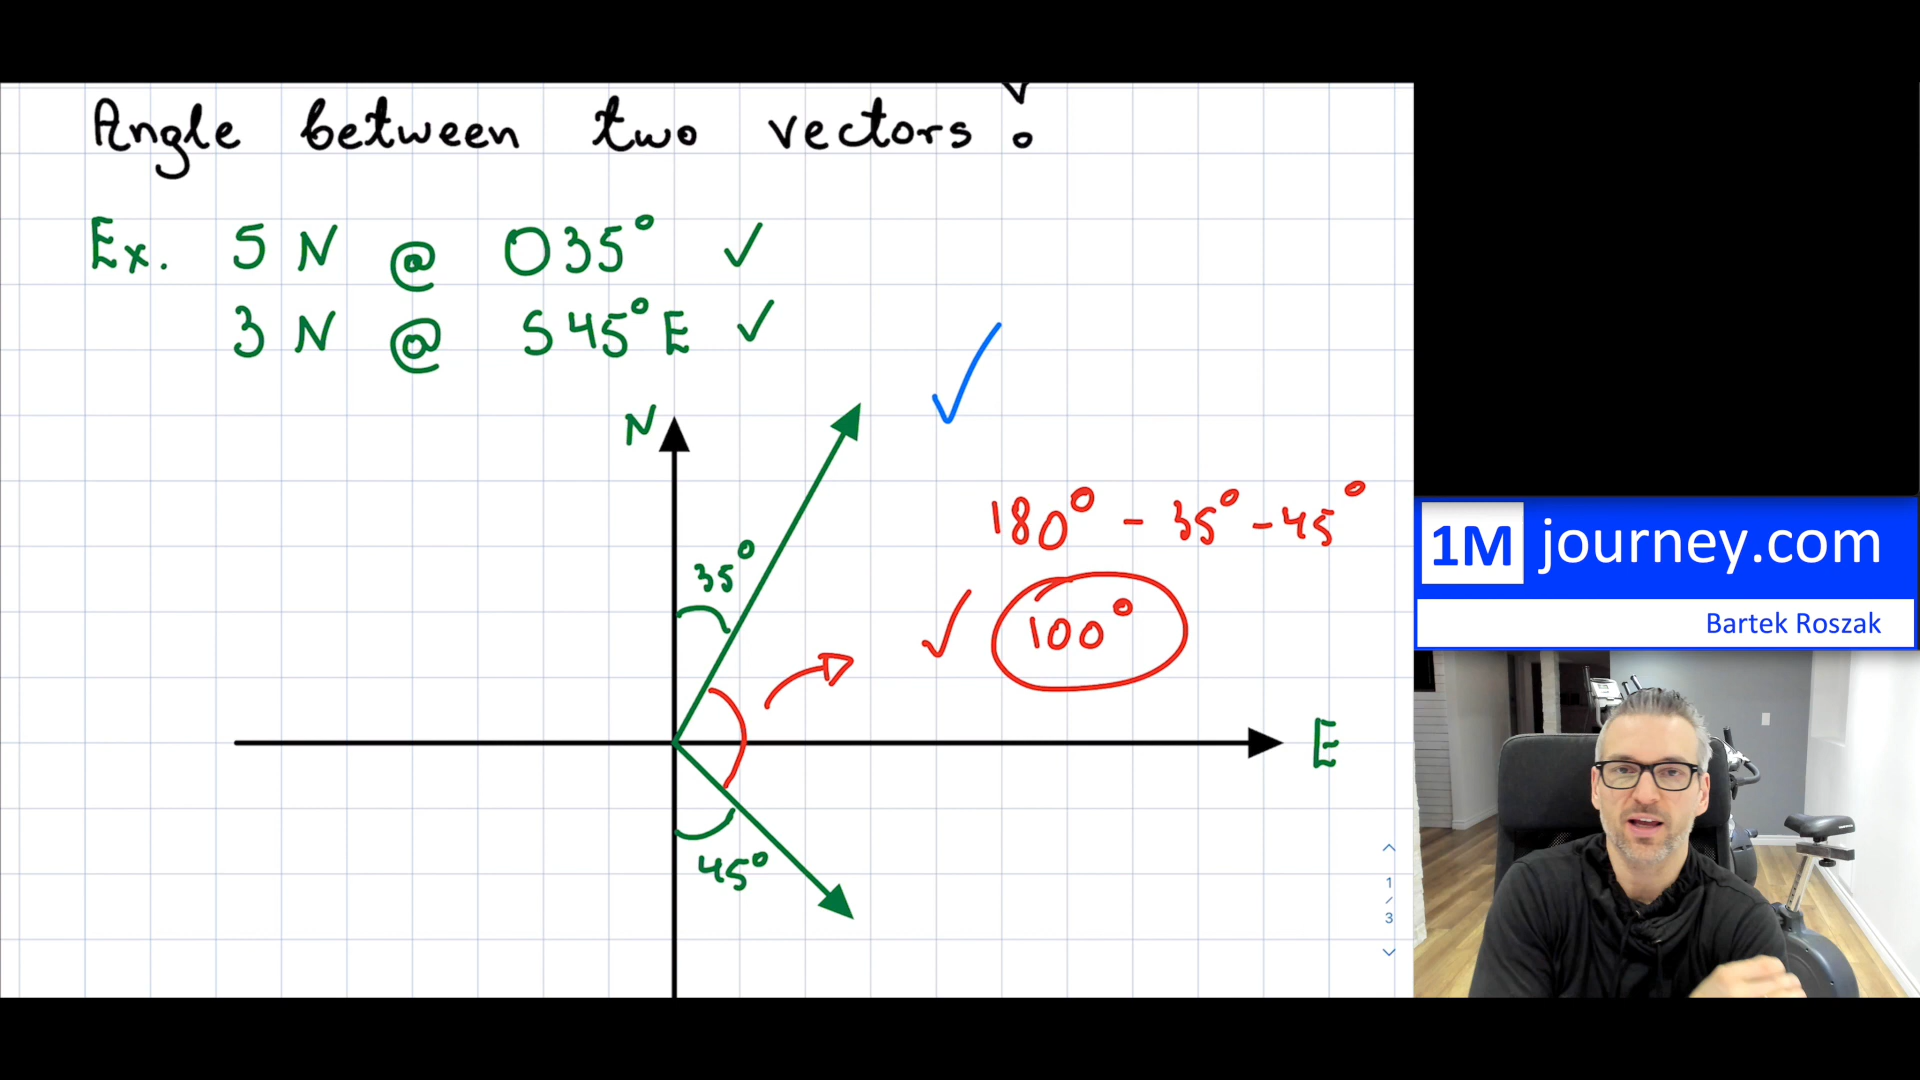 Angle between two vectors?
Ex. 5 N @ 035°
3 N @ S45°E
N
180° - 35° - 45°
35°
100°
E
45°
1M journey.com
Bartek Roszak
1
/
3